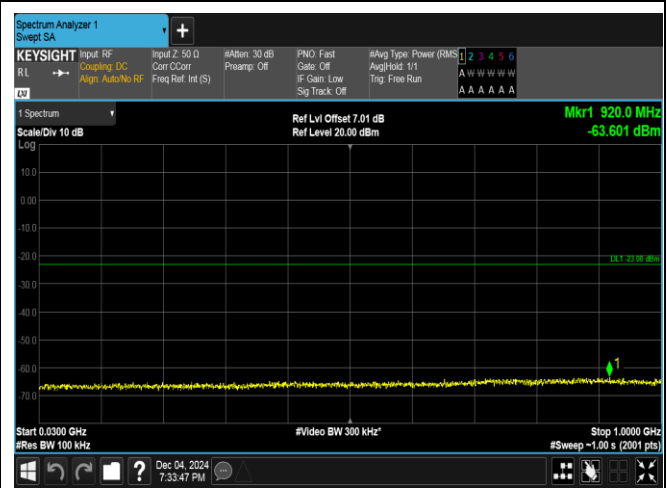 Spectrum Analyzer 1
Swept SA
+
KEYSIGHT Input: RF Input Z: 50 Ω #Atten: 30 dB PNO: Fast #Avg Type: Power (RMS 1 2 3 4 5 6
RL Coupling: DC Corr CCorr Preamp: Off Gate: Off Avg|Hold: 1/1 A W W W W W
Align: Auto/No RF Freq Ref: Int (S) IF Gain: Low Trig: Free Run
LXI Sig Track: Off A A A A A A
1 Spectrum Ref Lvl Offset 7.01 dB Mkr1 920.0 MHz
Scale/Div 10 dB Ref Level 20.00 dBm -63.601 dBm
Log
10.0
0.00
-10.0
-20.0
DL1 -23.00 dBm
-30.0
-40.0
-50.0
-60.0
1
-70.0
Start 0.0300 GHz #Video BW 300 kHz* Stop 1.0000 GHz
#Res BW 100 kHz #Sweep ~1.00 s (2001 pts)
? Dec 04, 2024
7:33:47 PM